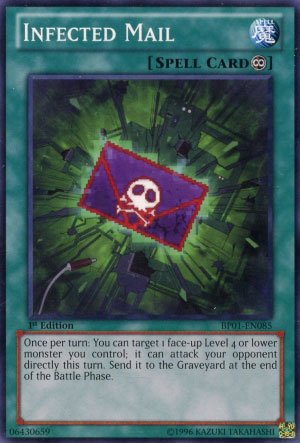 INFECTED MAIL
[SPELL CARD]
1st Edition
BP01-EN085
Once per turn: You can target 1 face-up Level 4 or lower
monster you control; it can attack your opponent
directly this turn. Send it to the Graveyard at the end
of the Battle Phase.
06430659
©1996 KAZUKI TAKAHASHI